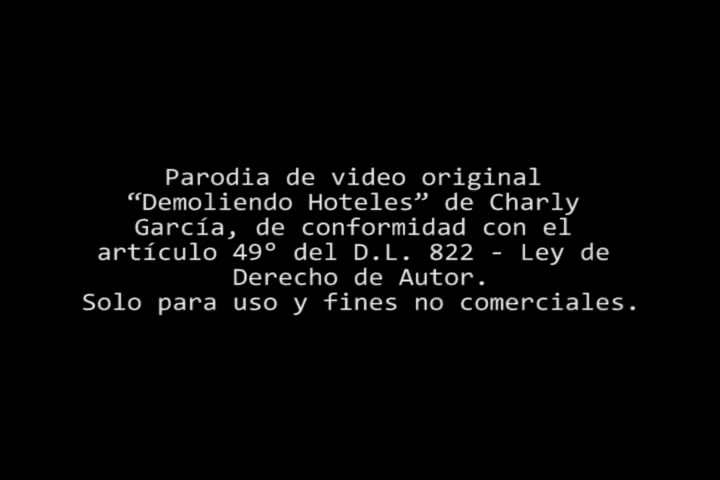 Parodia de video original
“Demoliendo Hoteles” de Charly
García, de conformidad con el
artículo 49° del D.L. 822 - Ley de
Derecho de Autor.
Solo para uso y fines no comerciales.